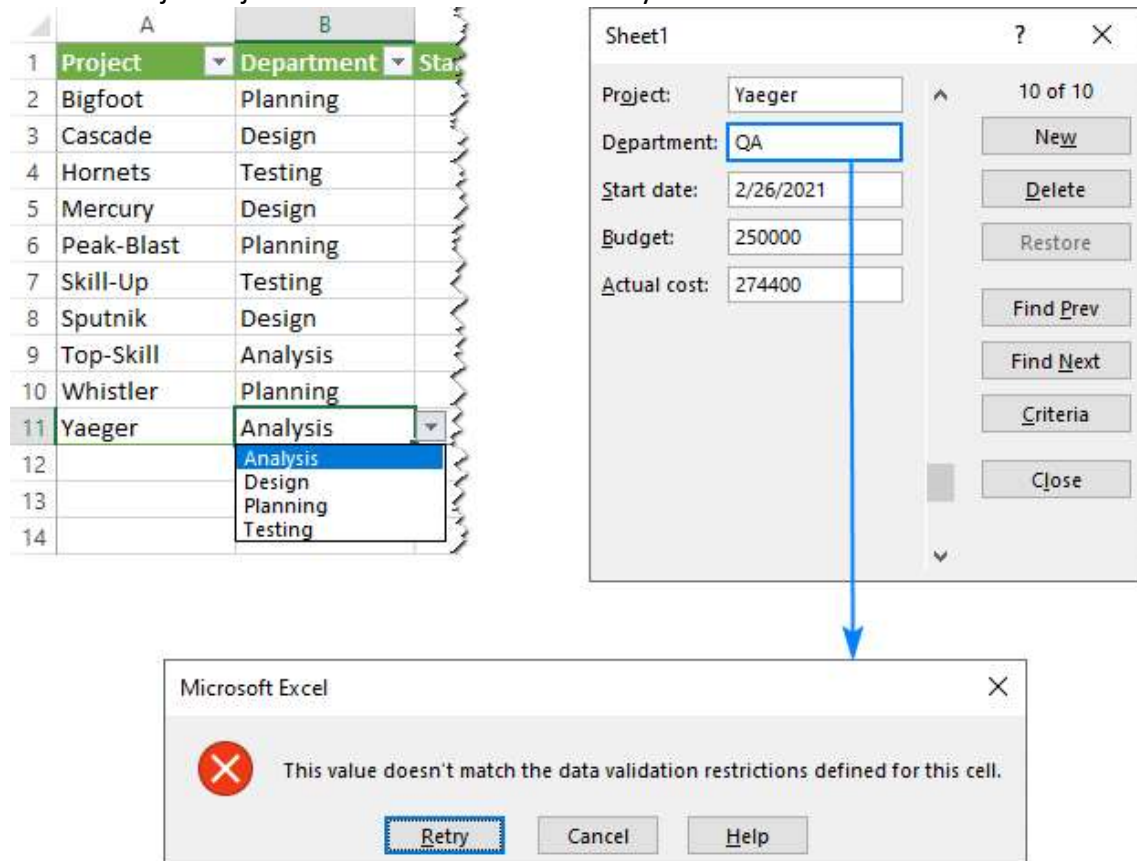 A B
1 Project Department Sta
2 Bigfoot Planning
3 Cascade Design
4 Hornets Testing
5 Mercury Design
6 Peak-Blast Planning
7 Skill-Up Testing
8 Sputnik Design
9 Top-Skill Analysis
10 Whistler Planning
11 Yaeger Analysis
12 Analysis
Design
13 Planning
14 Testing
Sheet1 ? ×
Project: Yaeger 10 of 10
Department: QA New
Start date: 2/26/2021 Delete
Budget: 250000 Restore
Actual cost: 274400
Find Prev
Find Next
Criteria
Close
Microsoft Excel ×
This value doesn't match the data validation restrictions defined for this cell.
Retry Cancel Help